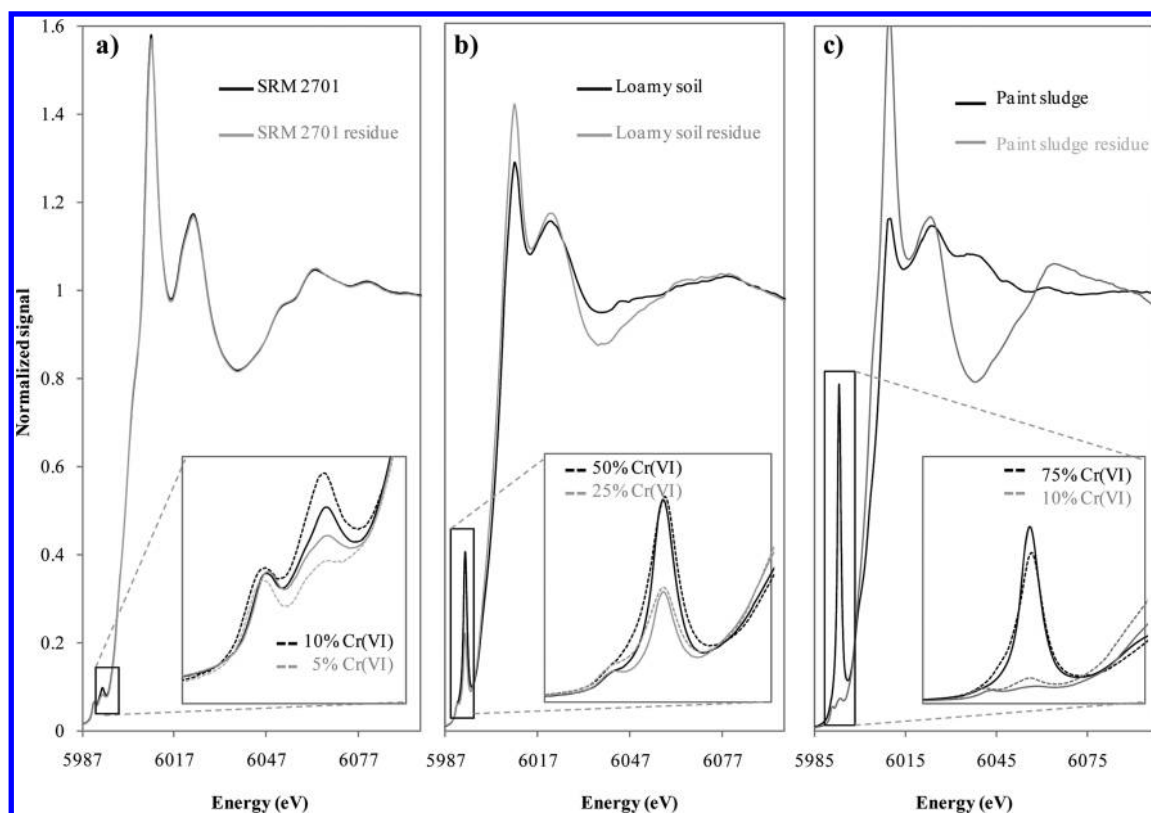 a)
SRM 2701
SRM 2701 residue
10% Cr(VI)
5% Cr(VI)
Normalized signal
1.6
1.4
1.2
1
0.8
0.6
0.4
0.2
0
5987 6017 6047 6077
Energy (eV)
b)
Loamy soil
Loamy soil residue
50% Cr(VI)
25% Cr(VI)
5987 6017 6047 6077
Energy (eV)
c)
Paint sludge
Paint sludge residue
75% Cr(VI)
10% Cr(VI)
5985 6015 6045 6075
Energy (eV)